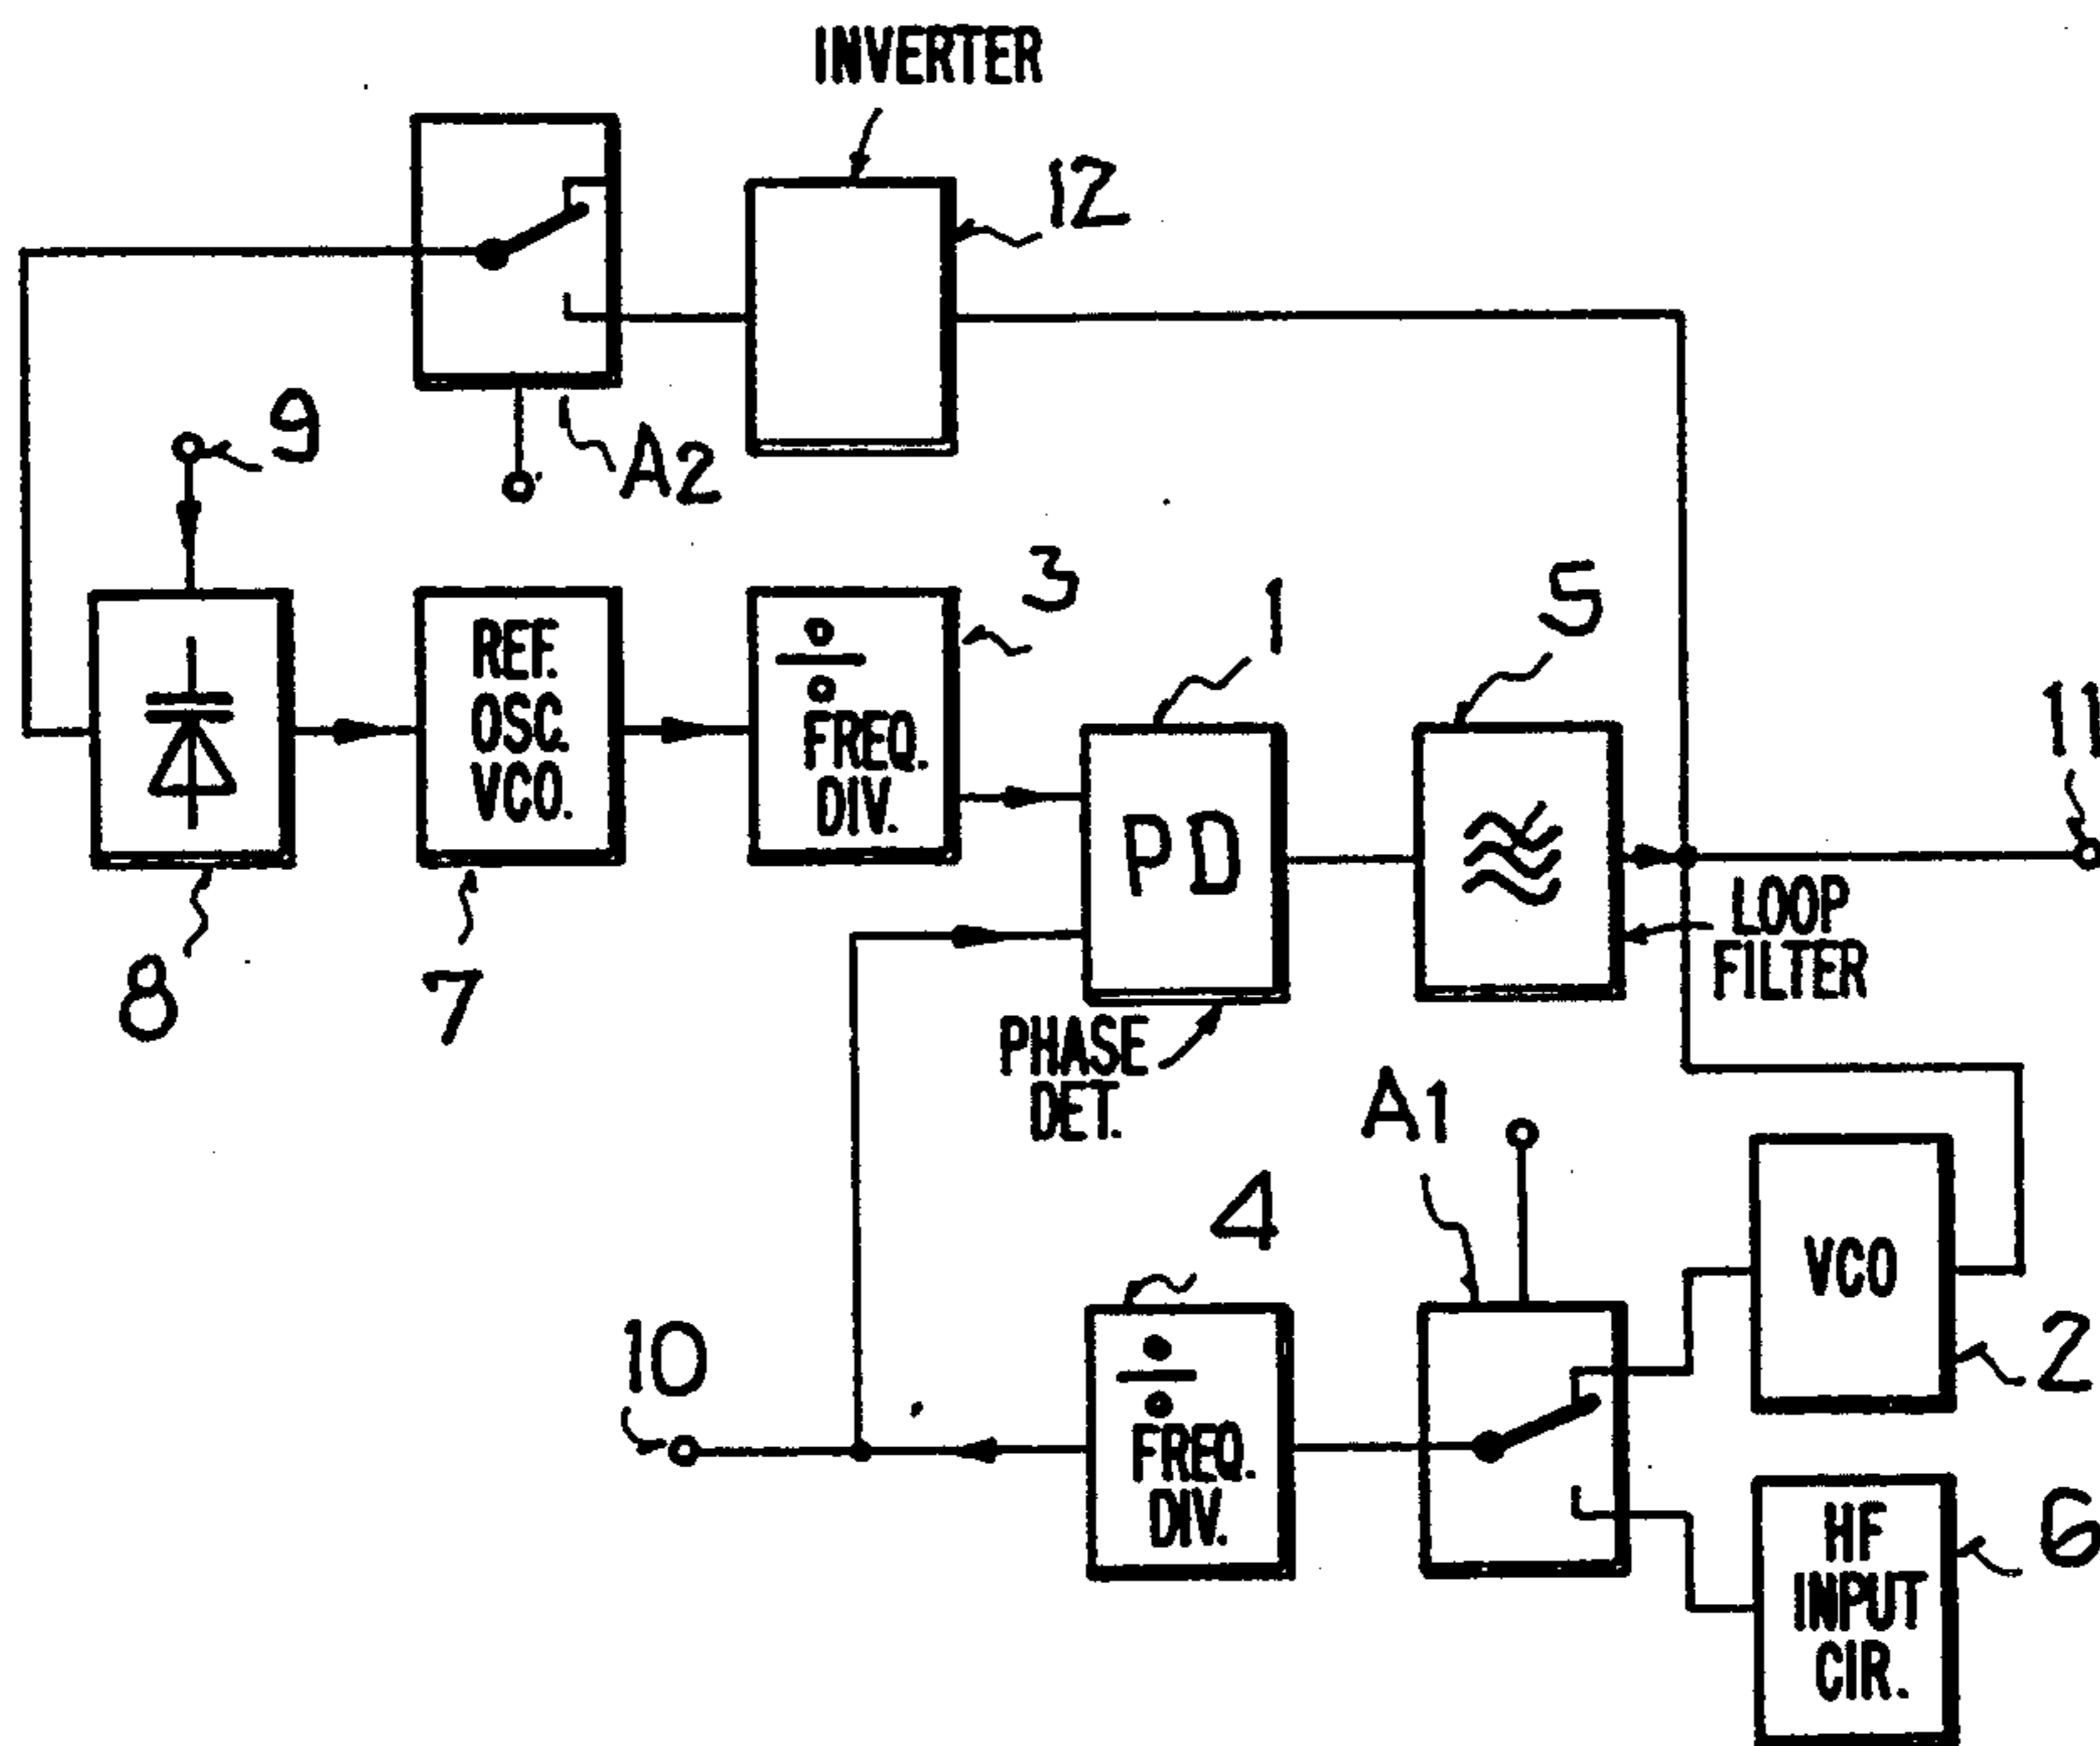 INVERTER
12
A2
9
3
1
5
11
REF.
OSC.
VCO.
FREQ.
DIV.
PD
LOOP
FILTER
8
7
PHASE
DET.
A1
4
VCO
2
10
FREQ.
DIV.
HF
INPUT
CIR.
6